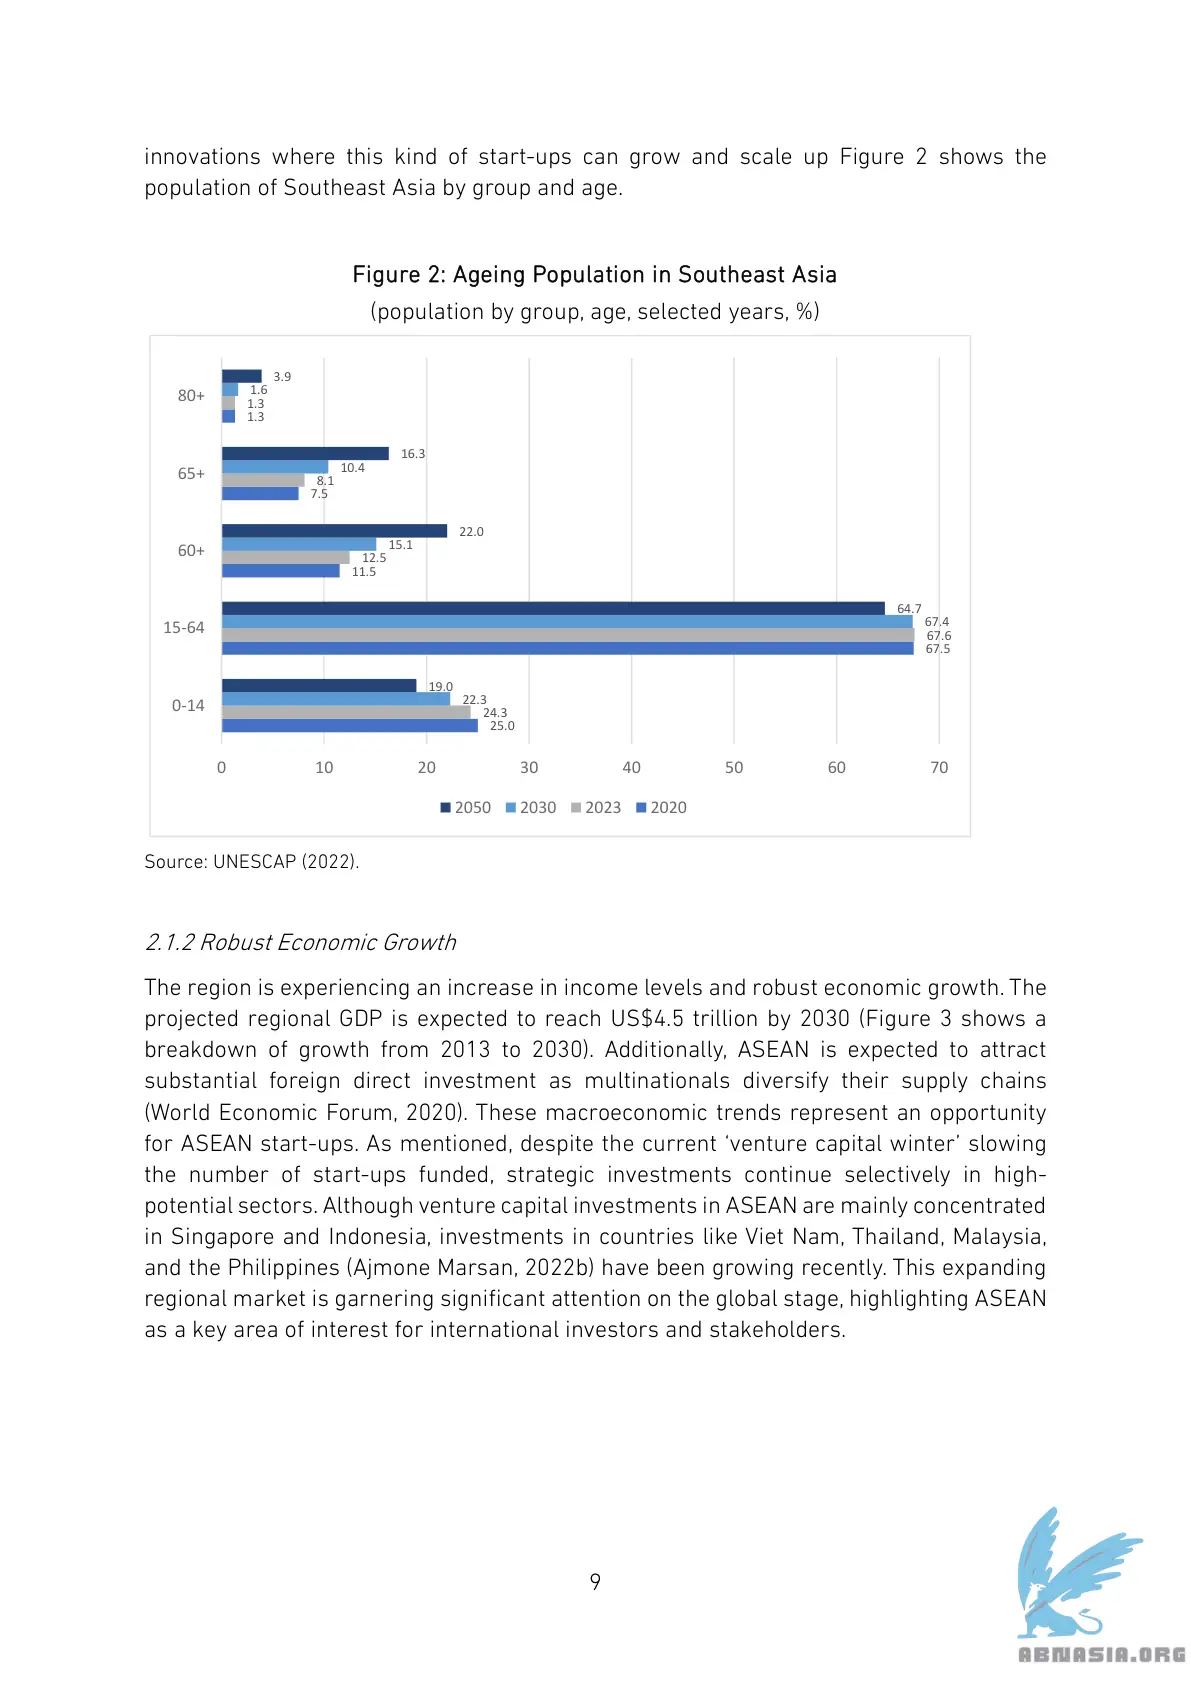 innovations where this kind of start-ups can grow and scale up Figure 2 shows the
population of Southeast Asia by group and age.
Figure 2: Ageing Population in Southeast Asia
(population by group, age, selected years, %)
80+
3.9
1.6
1.3
1.3
65+
16.3
10.4
8.1
7.5
60+
22.0
15.1
12.5
11.5
15-64
64.7
67.4
67.6
67.5
0-14
19.0
22.3
24.3
25.0
0 10 20 30 40 50 60 70
2050 2030 2023 2020
Source: UNESCAP (2022).
2.1.2 Robust Economic Growth
The region is experiencing an increase in income levels and robust economic growth. The
projected regional GDP is expected to reach US$4.5 trillion by 2030 (Figure 3 shows a
breakdown of growth from 2013 to 2030). Additionally, ASEAN is expected to attract
substantial foreign direct investment as multinationals diversify their supply chains
(World Economic Forum, 2020). These macroeconomic trends represent an opportunity
for ASEAN start-ups. As mentioned, despite the current ‘venture capital winter’ slowing
the number of start-ups funded, strategic investments continue selectively in high-
potential sectors. Although venture capital investments in ASEAN are mainly concentrated
in Singapore and Indonesia, investments in countries like Viet Nam, Thailand, Malaysia,
and the Philippines (Ajmone Marsan, 2022b) have been growing recently. This expanding
regional market is garnering significant attention on the global stage, highlighting ASEAN
as a key area of interest for international investors and stakeholders.
9
ABNASIA.ORG